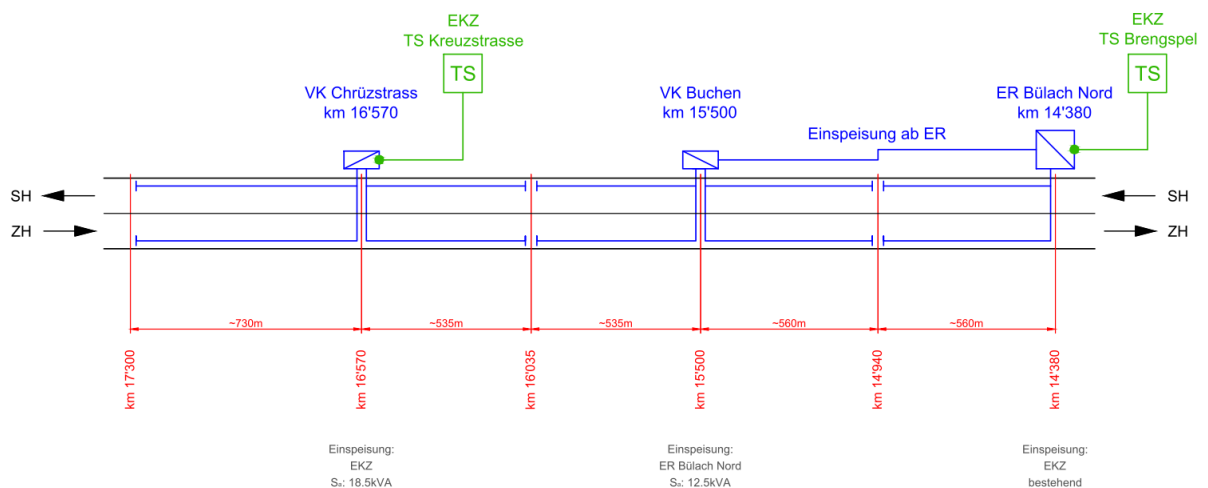 EKZ
TS Kreuzstrasse
TS
EKZ
TS Brengspel
TS
VK Chrüzstrass
km 16'570
VK Buchen
km 15'500
ER Bülach Nord
km 14'380
Einspeisung ab ER
SH
SH
ZH
ZH
~730m
~535m
~535m
~560m
~560m
km 17'300
km 16'570
km 16'035
km 15'500
km 14'940
km 14'380
Einspeisung:
EKZ
Sₐ: 18.5kVA
Einspeisung:
ER Bülach Nord
Sₐ: 12.5kVA
Einspeisung:
EKZ
bestehend